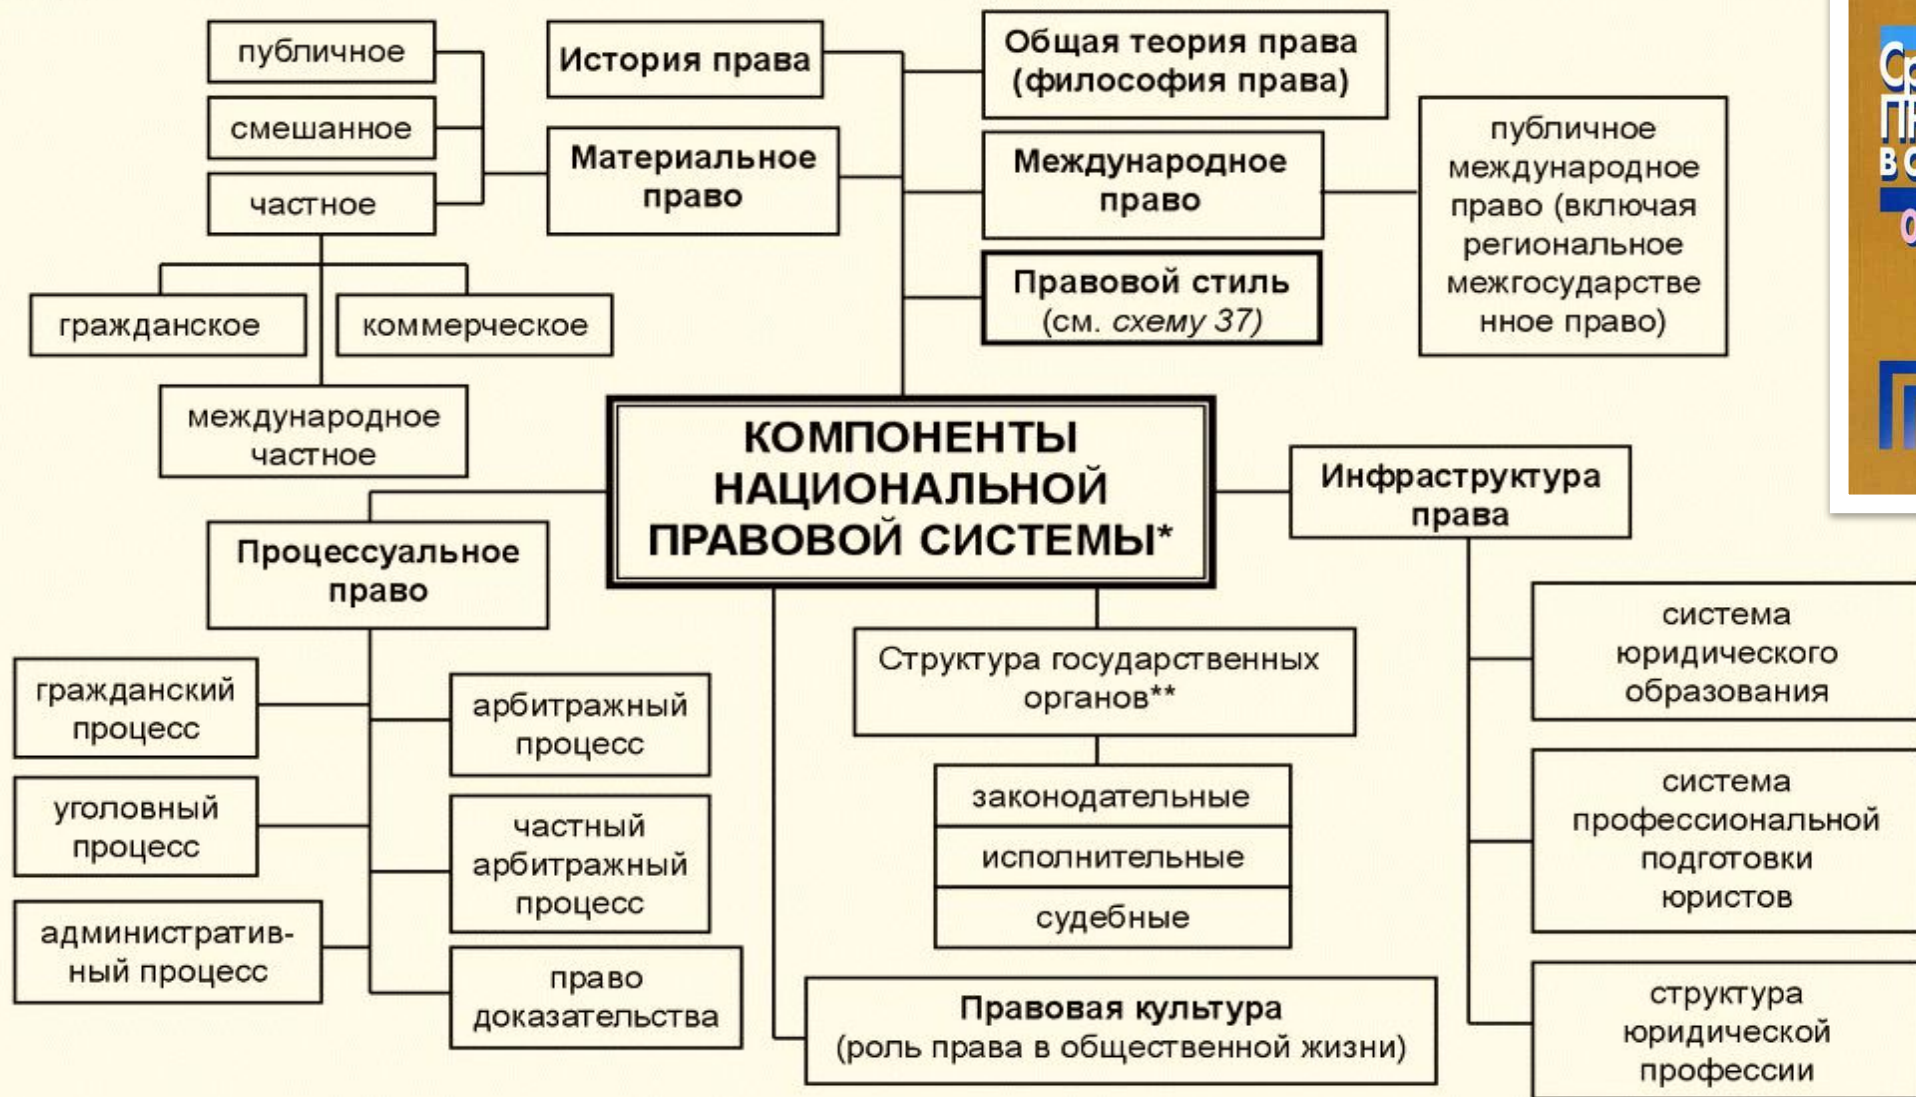 публичное
смешанное
частное
гражданское
коммерческое
международное
частное
История права
Материальное
право
Общая теория права
(философия права)
Международное
право
Правовой стиль
(см. схему 37)
публичное
международное
право (включая
региональное
межгосударстве
нное право)
КОМПОНЕНТЫ
НАЦИОНАЛЬНОЙ
ПРАВОВОЙ СИСТЕМЫ*
Процессуальное
право
гражданский
процесс
уголовный
процесс
административ-
ный процесс
арбитражный
процесс
частный
арбитражный
процесс
право
доказательства
Структура государственных
органов**
законодательные
исполнительные
судебные
Правовая культура
(роль права в общественной жизни)
Инфраструктура
права
система
юридического
образования
система
профессиональной
подготовки
юристов
структура
юридической
профессии